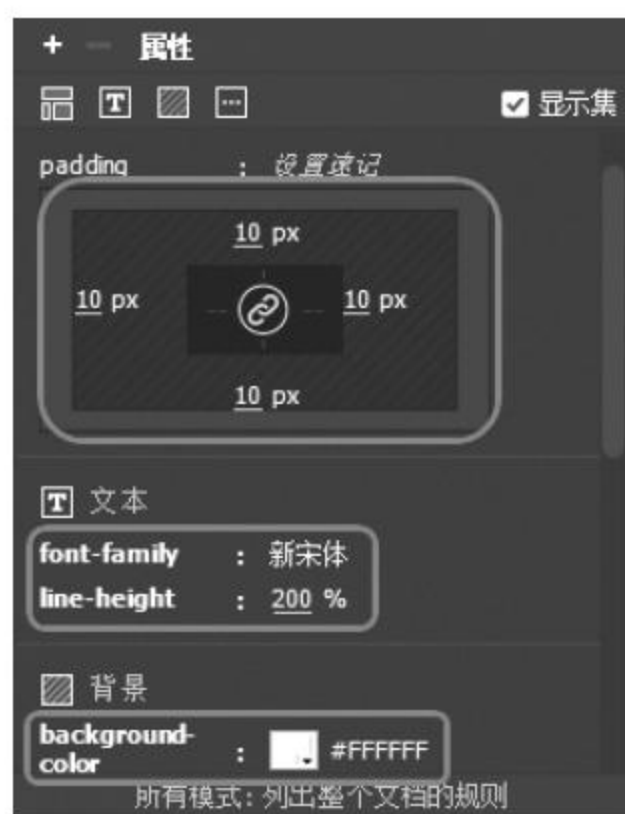 + − 属性
T 显示集
padding : 设置速记
10 px
10 px 10 px
10 px
T 文本
font-family : 新宋体
line-height : 200 %
背景
background-
color : #FFFFFF
所有模式: 列出整个文档的规则